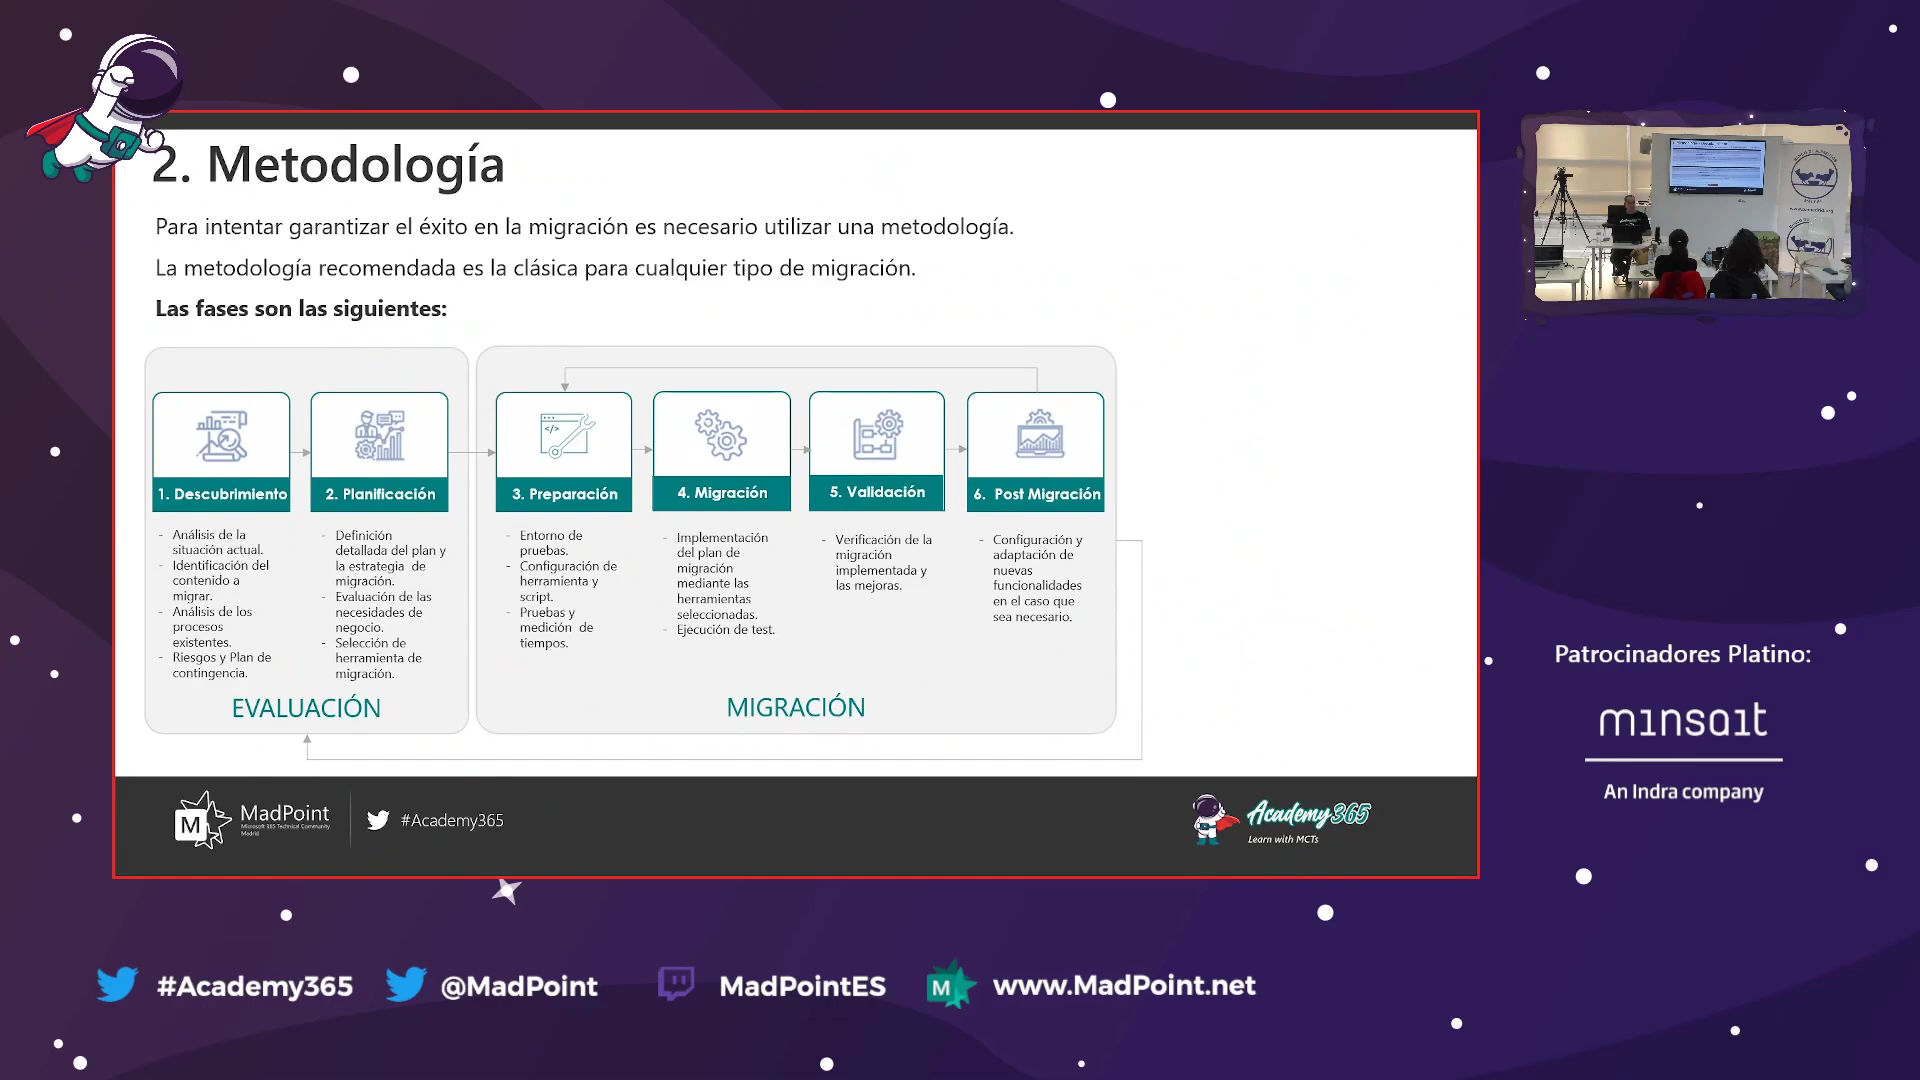 2. Metodología
Para intentar garantizar el éxito en la migración es necesario utilizar una metodología.
La metodología recomendada es la clásica para cualquier tipo de migración.
Las fases son las siguientes:
1. Descubrimiento
- Análisis de la
situación actual.
- Identificación del
contenido a
migrar.
- Análisis de los
procesos
existentes.
- Riesgos y Plan de
contingencia.
2. Planificación
- Definición
detallada del plan y
la estrategia de
migración.
- Evaluación de las
necesidades de
negocio.
- Selección de
herramienta de
migración.
EVALUACIÓN
3. Preparación
- Entorno de
pruebas.
- Configuración de
herramienta y
script.
- Pruebas y
medición de
tiempos.
4. Migración
- Implementación
del plan de
migración
mediante las
herramientas
seleccionadas.
- Ejecución de test.
5. Validación
- Verificación de la
migración
implementada y
las mejoras.
6. Post Migración
- Configuración y
adaptación de
nuevas
funcionalidades
en el caso que
sea necesario.
MIGRACIÓN
M
MadPoint
Microsoft 365 Technical Community
Madrid
#Academy365
Academy365
Learn with MCTs
Patrocinadores Platino:
minsait
An Indra company
#Academy365
@MadPoint
MadPointES
M
www.MadPoint.net